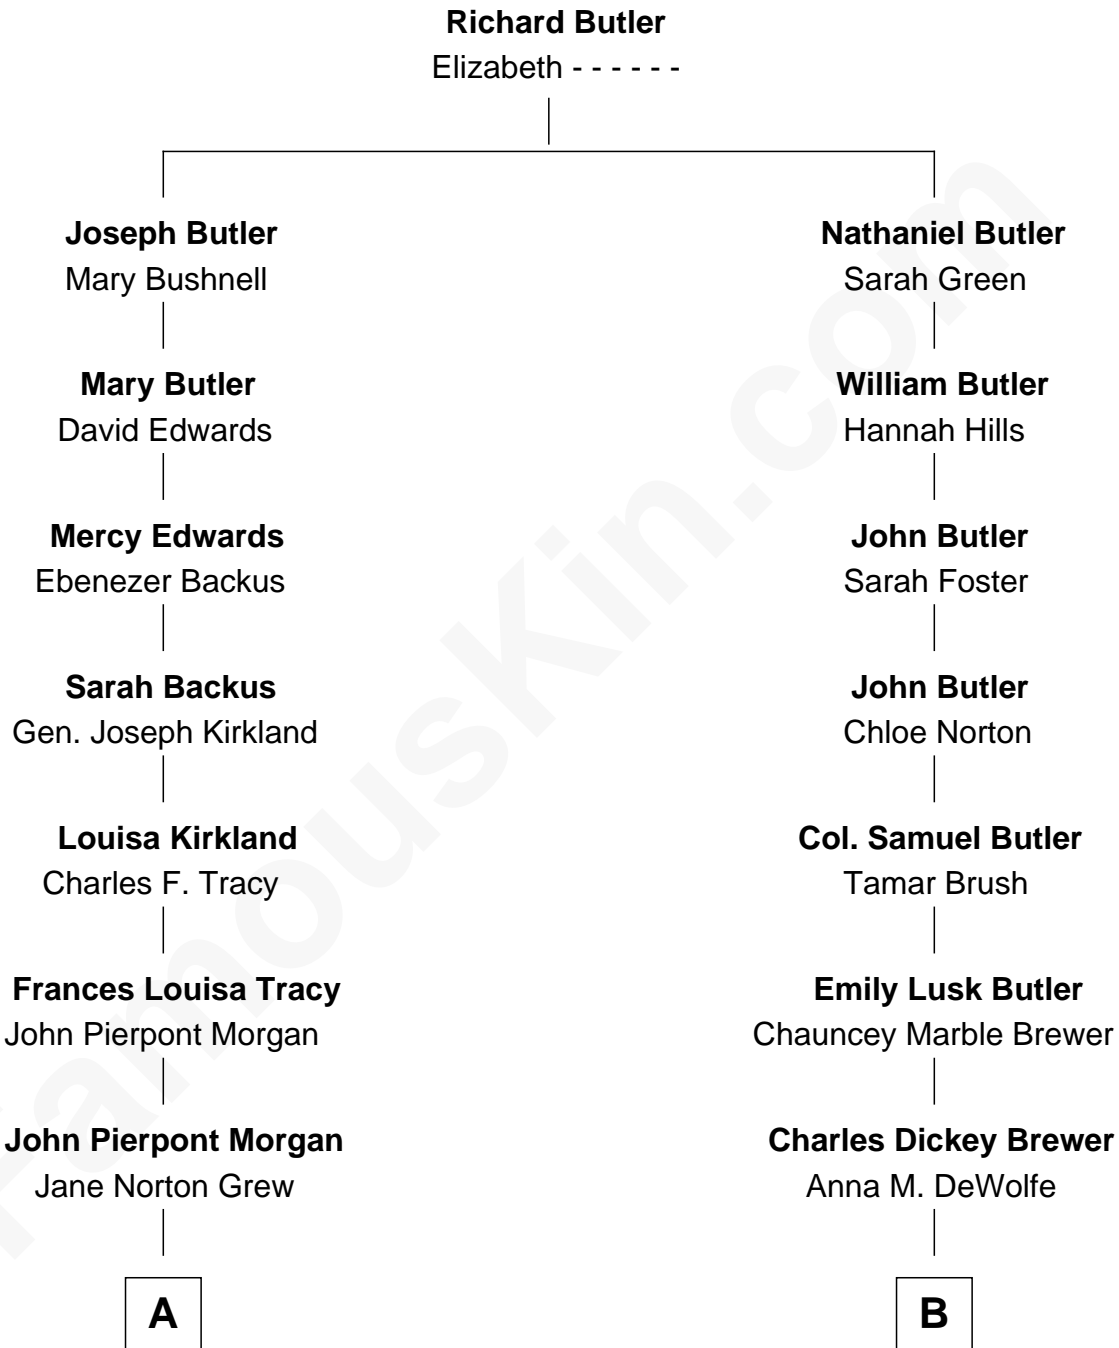 Richard Butler
Elizabeth - - - - - -
Joseph Butler
Mary Bushnell
Nathaniel Butler
Sarah Green
Mary Butler
David Edwards
William Butler
Hannah Hills
Mercy Edwards
Ebenezer Backus
John Butler
Sarah Foster
Sarah Backus
Gen. Joseph Kirkland
John Butler
Chloe Norton
Louisa Kirkland
Charles F. Tracy
Col. Samuel Butler
Tamar Brush
Frances Louisa Tracy
John Pierpont Morgan
Emily Lusk Butler
Chauncey Marble Brewer
John Pierpont Morgan
Jane Norton Grew
Charles Dickey Brewer
Anna M. DeWolfe
A
B
FamousKin.com